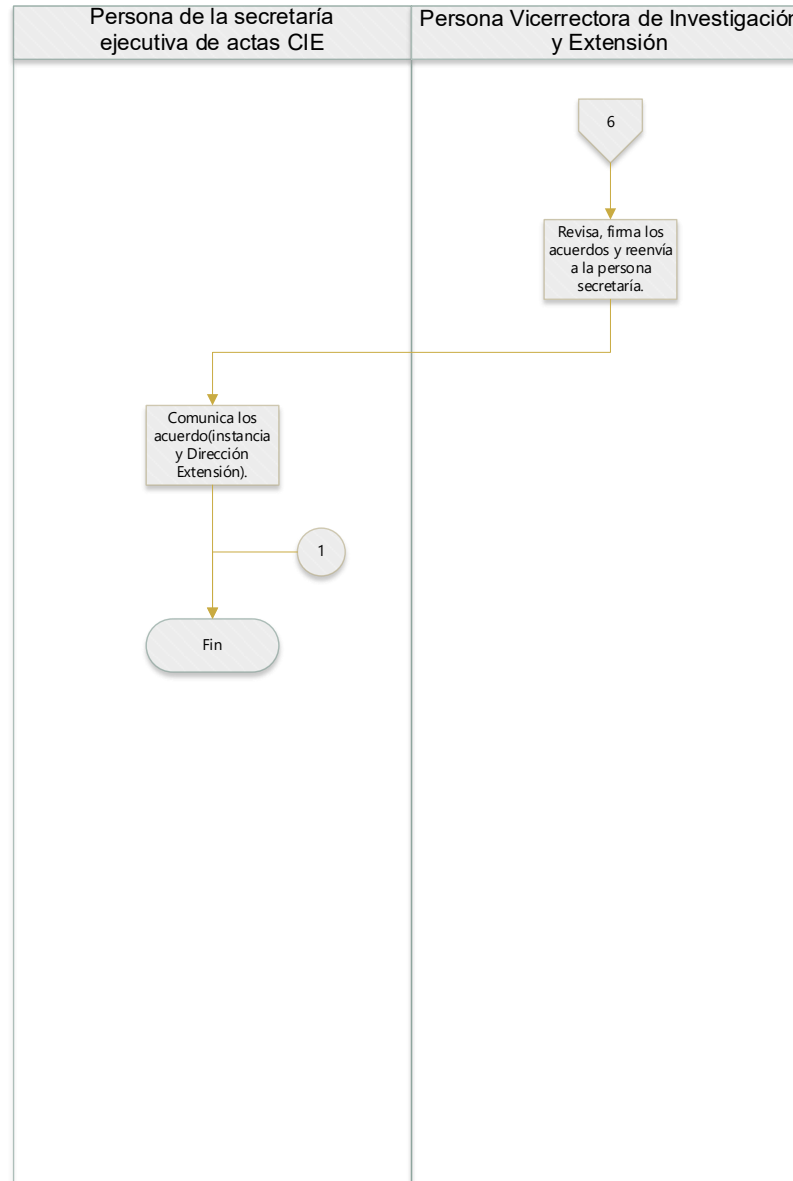 Persona de la secretaría
ejecutiva de actas CIE
Persona Vicerrectora de Investigación
y Extensión
6
Revisa, firma los
acuerdos y reenvía
a la persona
secretaría.
Comunica los
acuerdo(instancia
y Dirección
Extensión).
1
Fin